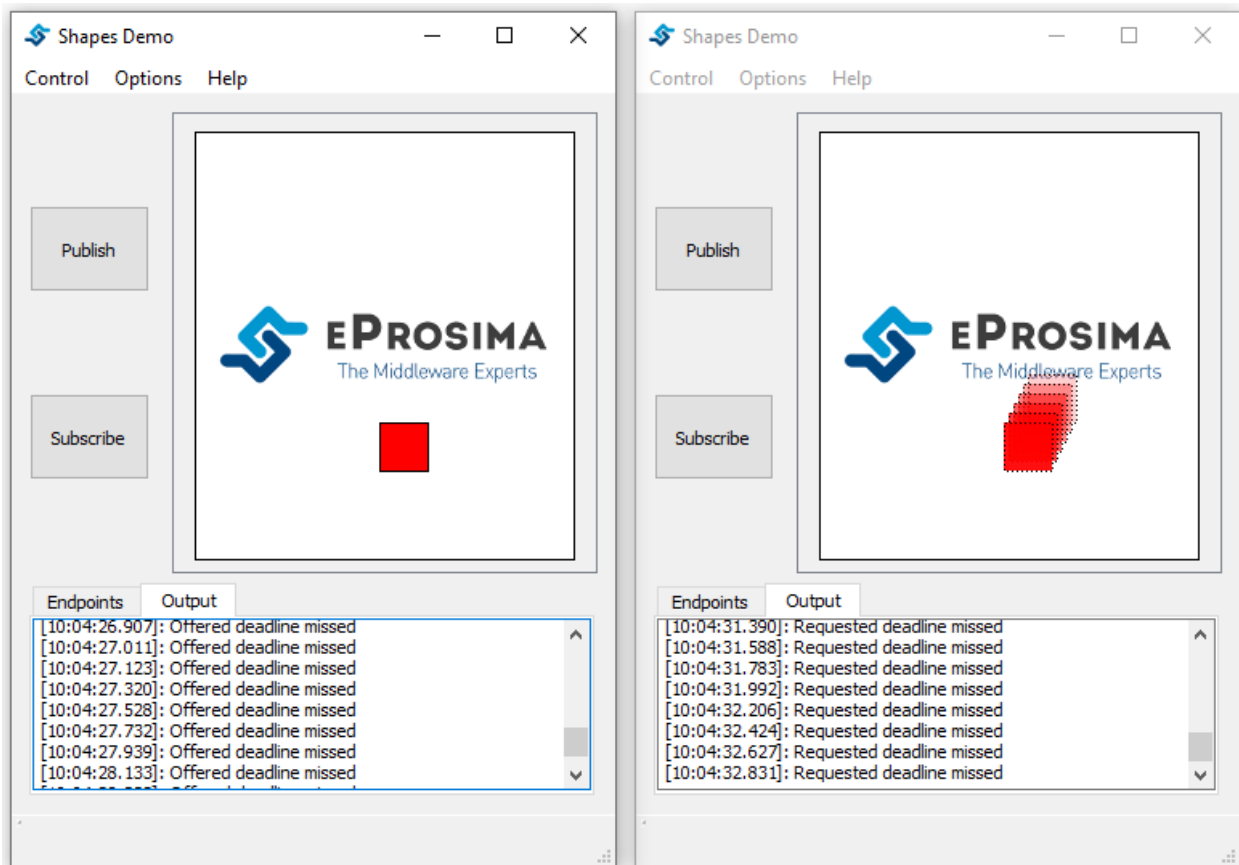 Shapes Demo
Control Options Help
Publish
EPROSIMA
The Middleware Experts
Subscribe
Endpoints Output
[10:04:26.907]: Offered deadline missed
[10:04:27.011]: Offered deadline missed
[10:04:27.123]: Offered deadline missed
[10:04:27.320]: Offered deadline missed
[10:04:27.528]: Offered deadline missed
[10:04:27.732]: Offered deadline missed
[10:04:27.939]: Offered deadline missed
[10:04:28.133]: Offered deadline missed
Shapes Demo
Control Options Help
Publish
EPROSIMA
The Middleware Experts
Subscribe
Endpoints Output
[10:04:31.390]: Requested deadline missed
[10:04:31.588]: Requested deadline missed
[10:04:31.783]: Requested deadline missed
[10:04:31.992]: Requested deadline missed
[10:04:32.206]: Requested deadline missed
[10:04:32.424]: Requested deadline missed
[10:04:32.627]: Requested deadline missed
[10:04:32.831]: Requested deadline missed